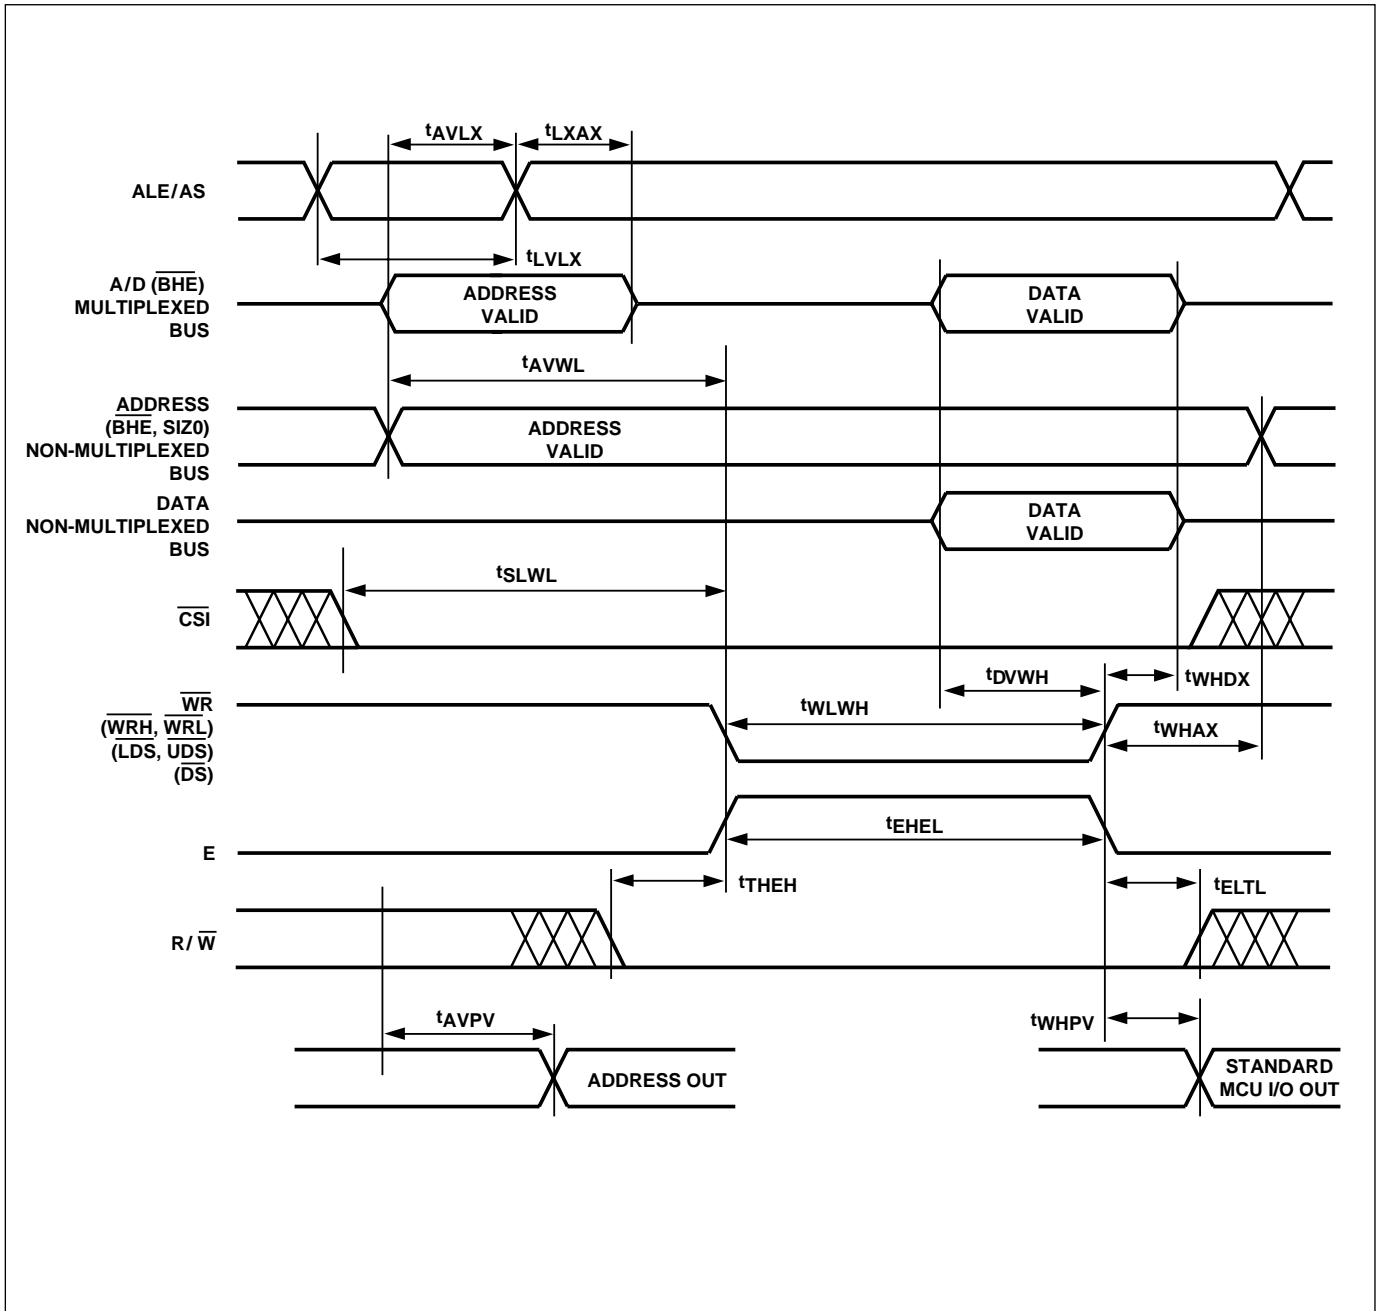 tAVLX tLXAX
ALE/AS
tLVLX
A/D (BHE)
MULTIPLEXED
BUS
ADDRESS
VALID
DATA
VALID
tAVWL
ADDRESS
(BHE, SIZ0)
NON-MULTIPLEXED
BUS
ADDRESS
VALID
DATA
NON-MULTIPLEXED
BUS
DATA
VALID
tSLWL
CSI
tDVWH tWHDX
WR
(WRH, WRL)
(LDS, UDS)
(DS)
tWLWH
tWHAX
tEHEL
E
tTHEH
tELTL
R/W
tAVPV
tWHPV
ADDRESS OUT
STANDARD
MCU I/O OUT